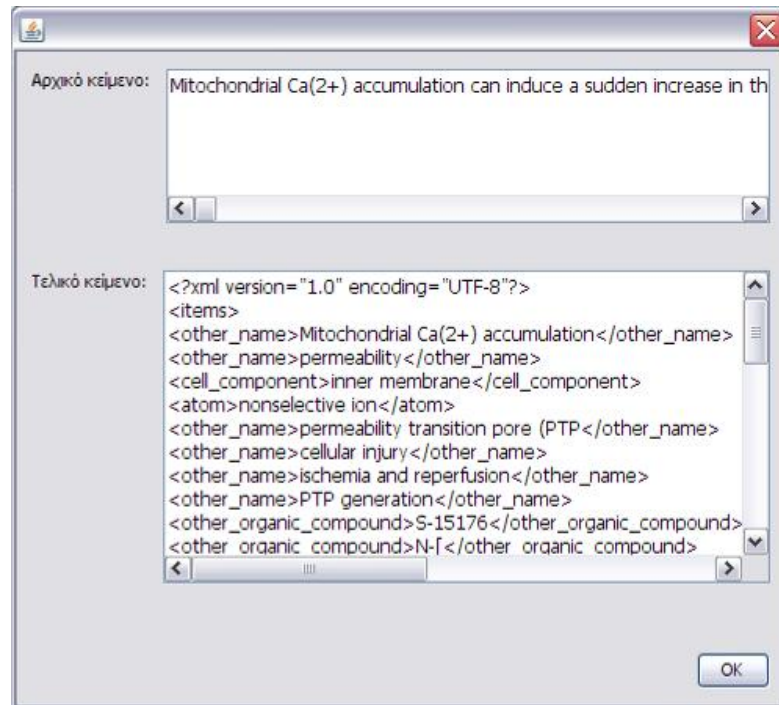 Αρχικό κείμενο:
Mitochondrial Ca(2+) accumulation can induce a sudden increase in th
Τελικό κείμενο:
<?xml version="1.0" encoding="UTF-8"?>
<items>
<other_name>Mitochondrial Ca(2+) accumulation</other_name>
<other_name>permeability</other_name>
<cell_component>inner membrane</cell_component>
<atom>nonselective ion</atom>
<other_name>permeability transition pore (PTP</other_name>
<other_name>cellular injury</other_name>
<other_name>ischemia and reperfusion</other_name>
<other_name>PTP generation</other_name>
<other_organic_compound>S-15176</other_organic_compound>
<other_organic_compound>N-[</other_organic_compound>
OK